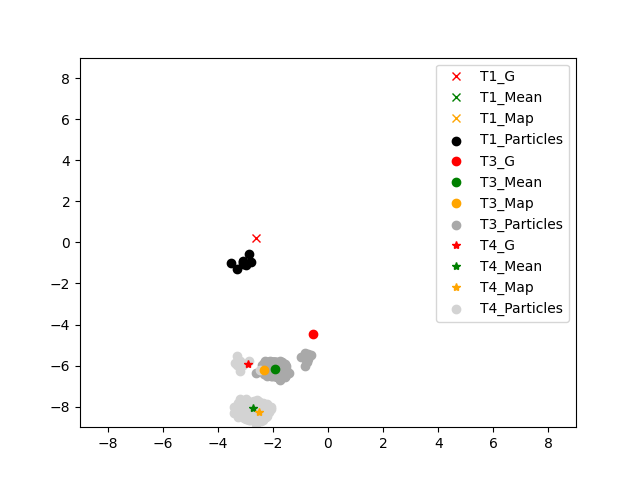 8
6
4
2
0
−2
−4
−6
−8
−8 −6 −4 −2 0 2 4 6 8
T1_G
T1_Mean
T1_Map
T1_Particles
T3_G
T3_Mean
T3_Map
T3_Particles
T4_G
T4_Mean
T4_Map
T4_Particles